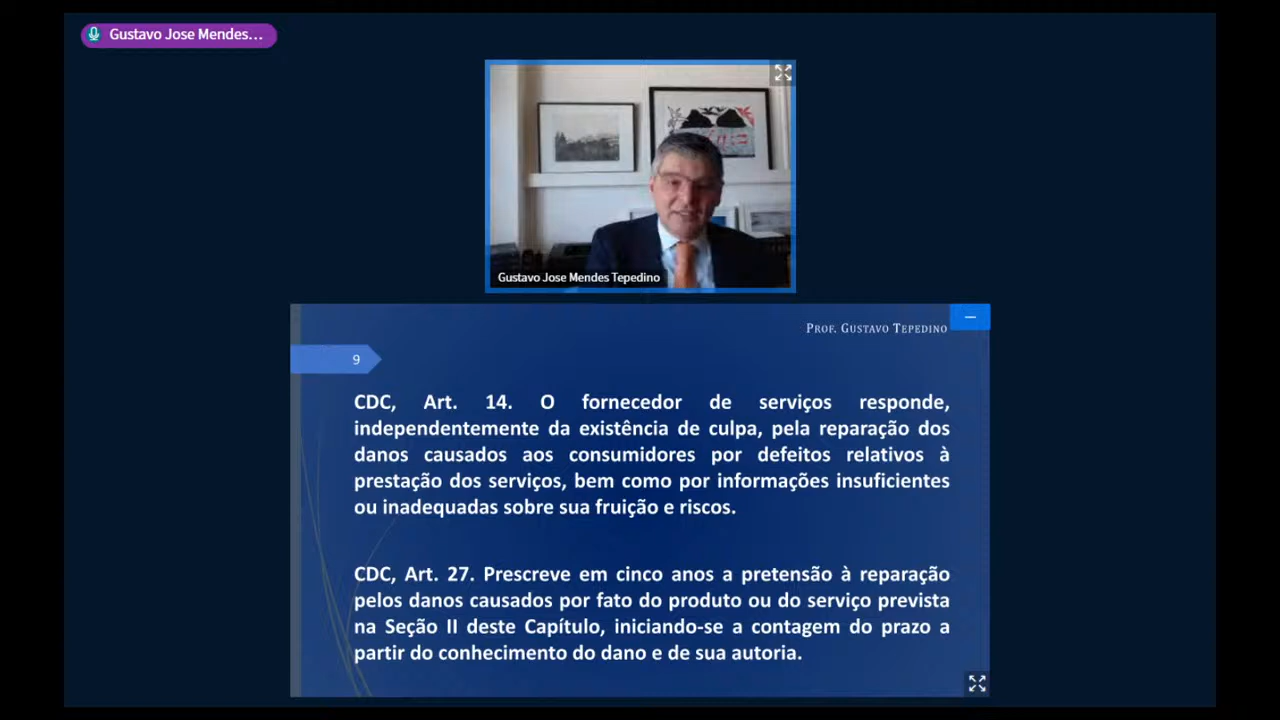 Gustavo Jose Mendes...
Gustavo Jose Mendes Tepedino
PROF. GUSTAVO TEPEDINO
9
CDC, Art. 14. O fornecedor de serviços responde,
independentemente da existência de culpa, pela reparação dos
danos causados aos consumidores por defeitos relativos à
prestação dos serviços, bem como por informações insuficientes
ou inadequadas sobre sua fruição e riscos.
CDC, Art. 27. Prescreve em cinco anos a pretensão à reparação
pelos danos causados por fato do produto ou do serviço prevista
na Seção II deste Capítulo, iniciando-se a contagem do prazo a
partir do conhecimento do dano e de sua autoria.